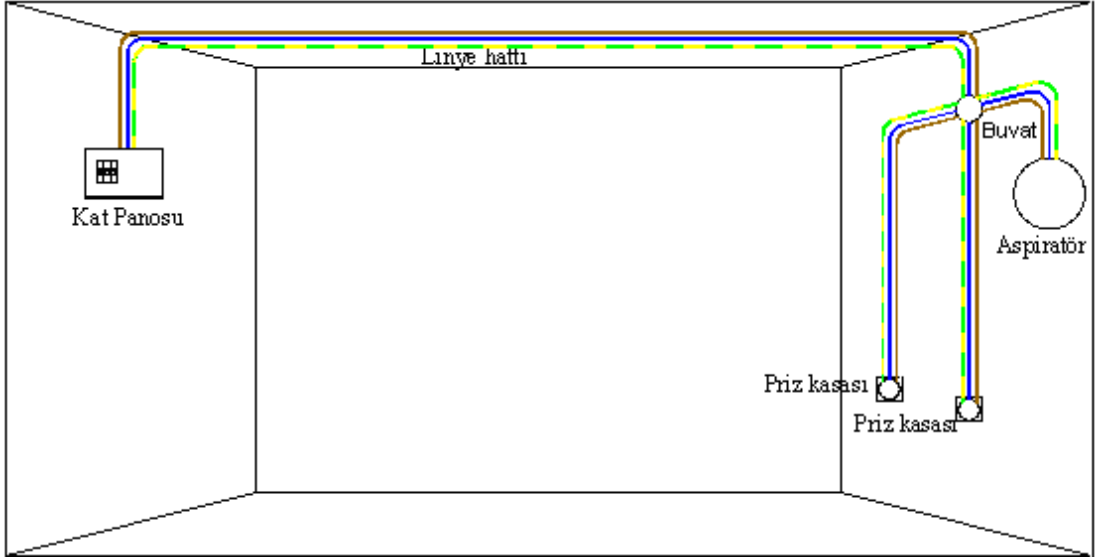 Linye hattı
Buvat
Kat Panosu
Aspiratör
Priz kasası
Priz kasası